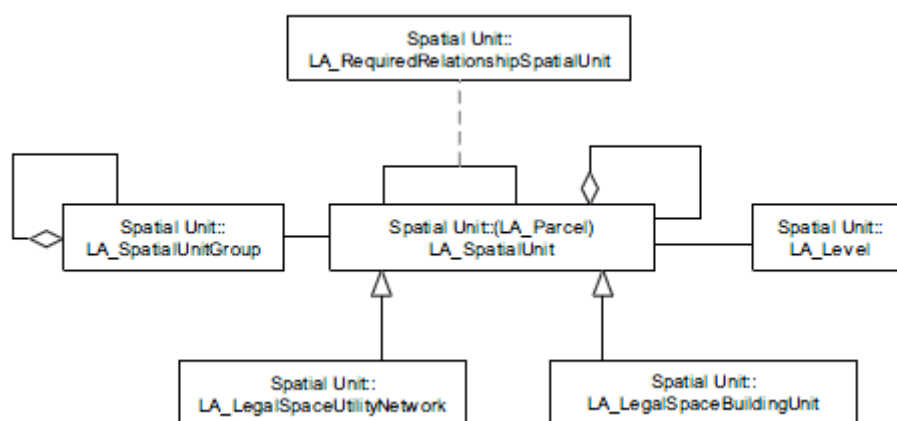 Spatial Unit::
LA_RequiredRelationshipSpatialUnit
Spatial Unit::
LA_SpatialUnitGroup
Spatial Unit::(LA_Parcel)
LA_SpatialUnit
Spatial Unit::
LA_Level
Spatial Unit::
LA_LegalSpaceUtilityNetwork
Spatial Unit::
LA_LegalSpaceBuildingUnit